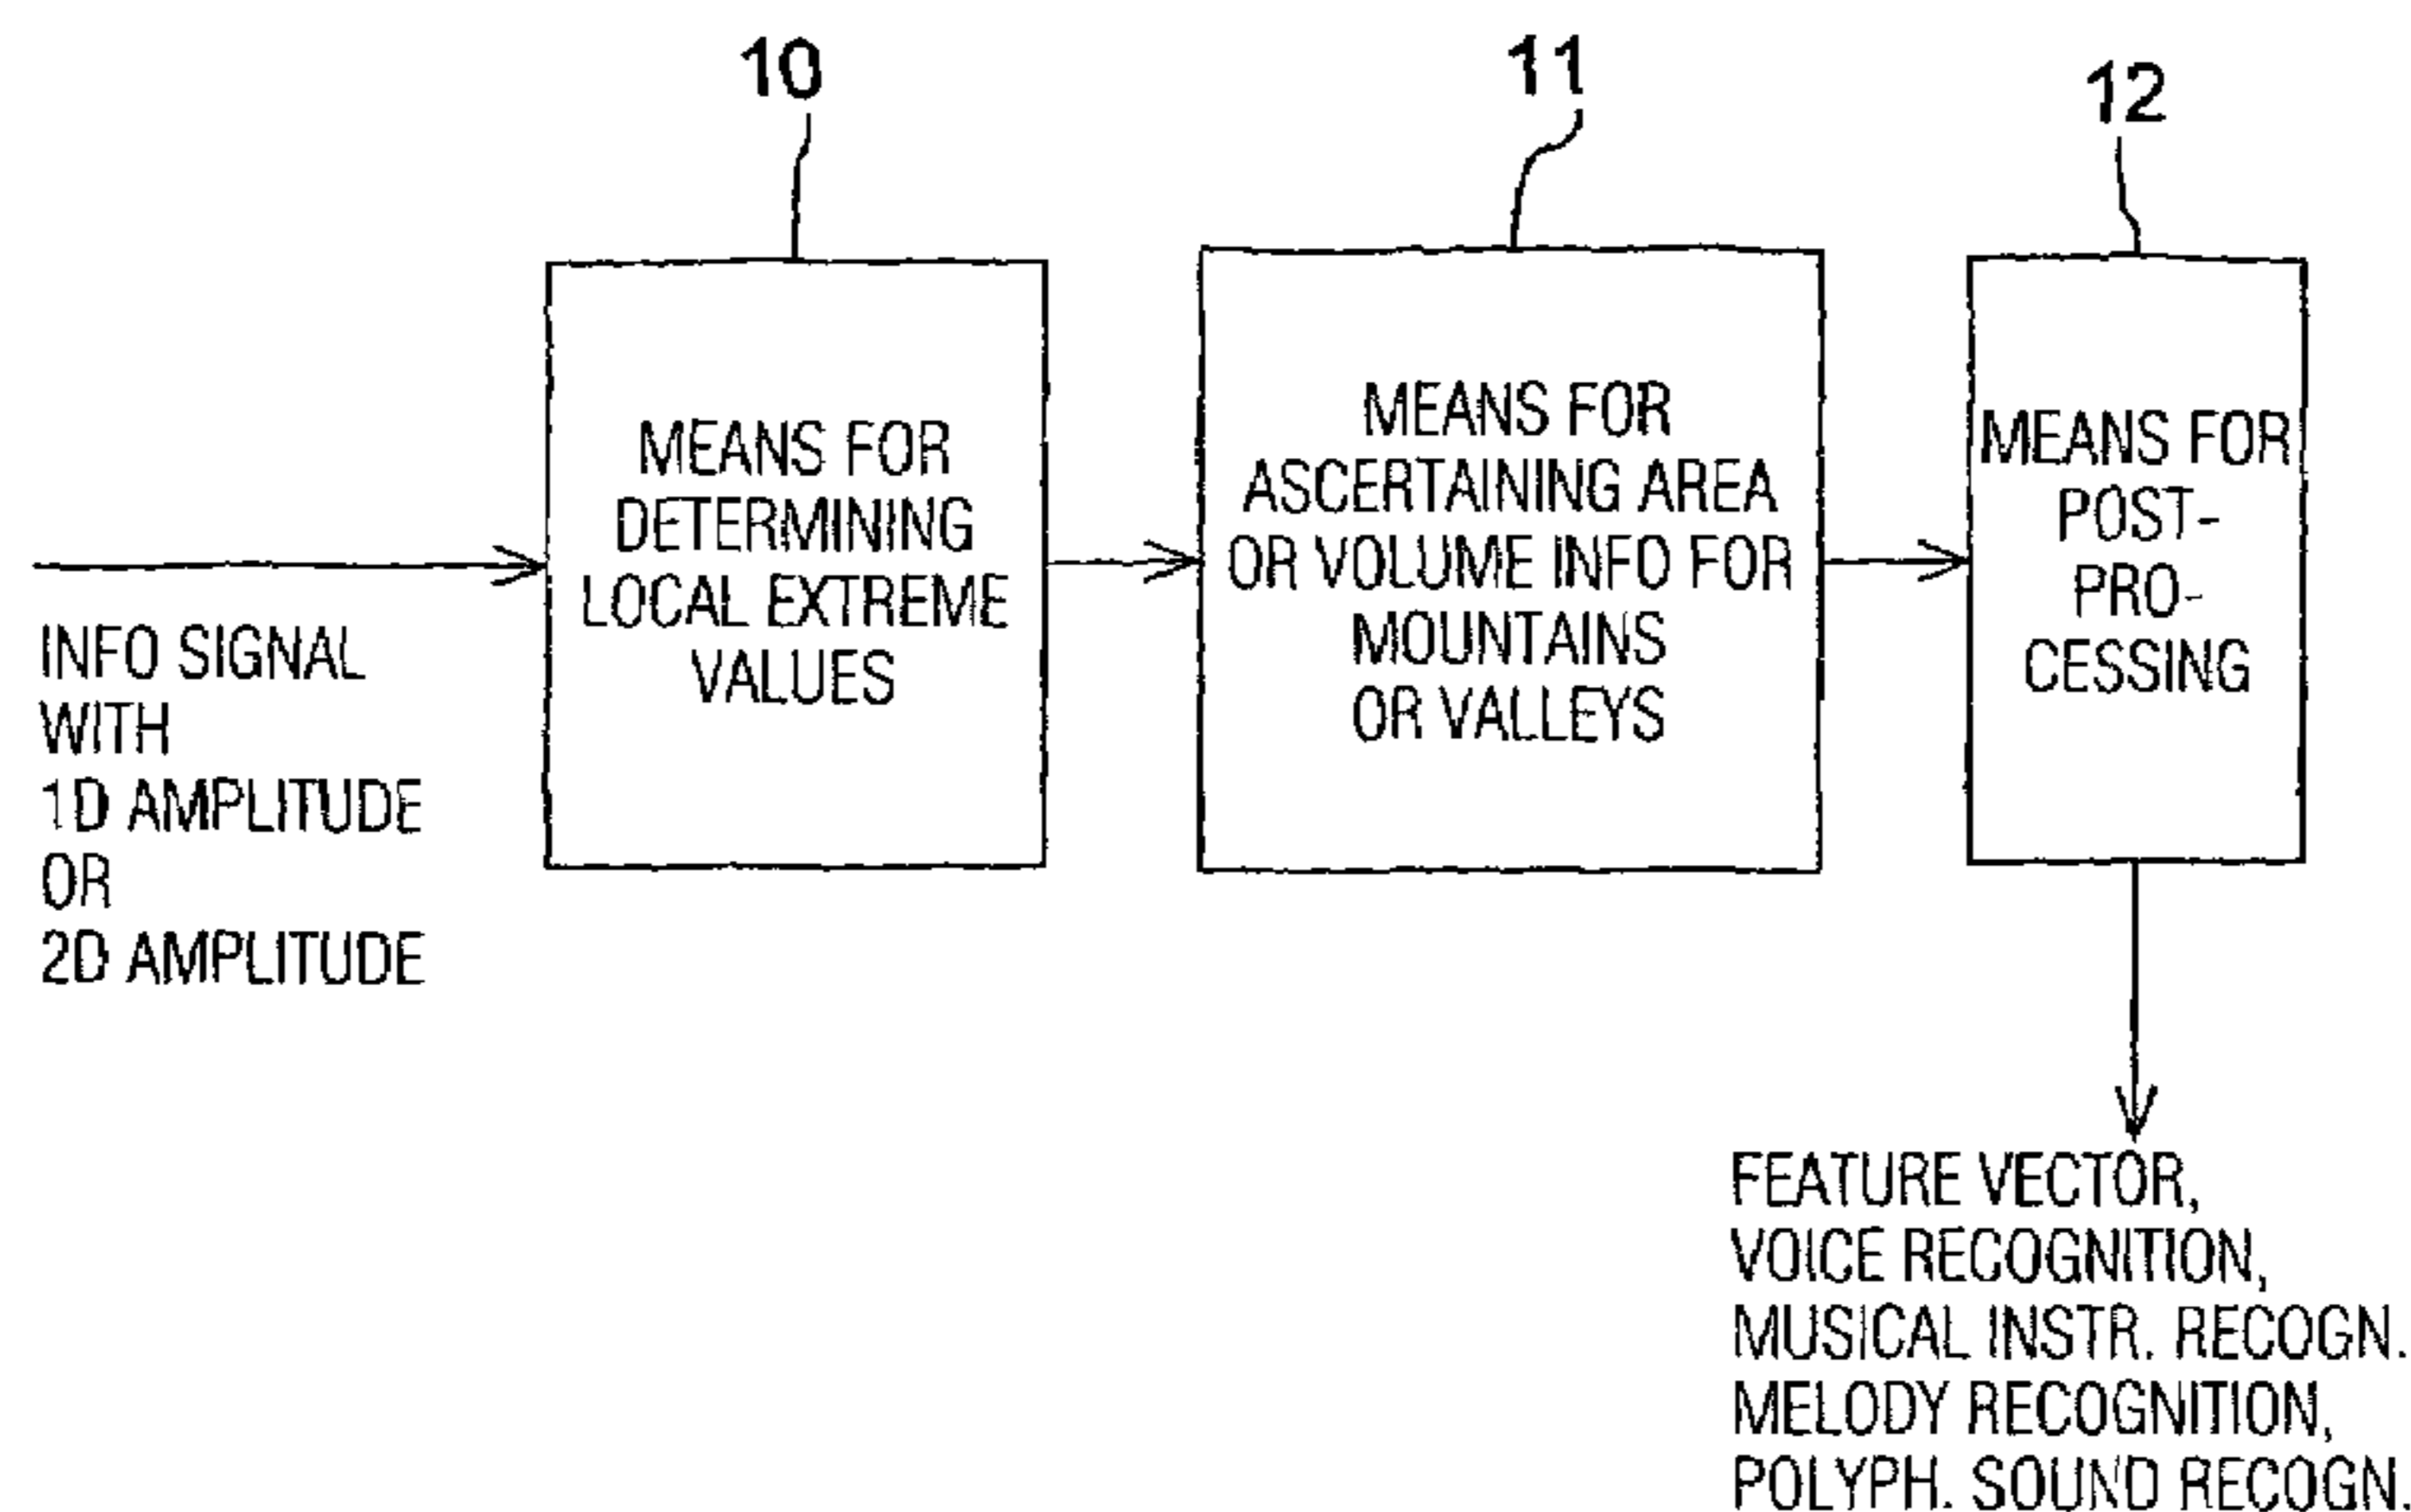 10
11
12
MEANS FOR
DETERMINING
LOCAL EXTREME
VALUES
MEANS FOR
ASCERTAINING AREA
OR VOLUME INFO FOR
MOUNTAINS
OR VALLEYS
MEANS FOR
POST-
PRO-
CESSING
INFO SIGNAL
WITH
1D AMPLITUDE
OR
2D AMPLITUDE
FEATURE VECTOR,
VOICE RECOGNITION,
MUSICAL INSTR. RECOGN.
MELODY RECOGNITION,
POLYPH. SOUND RECOGN.